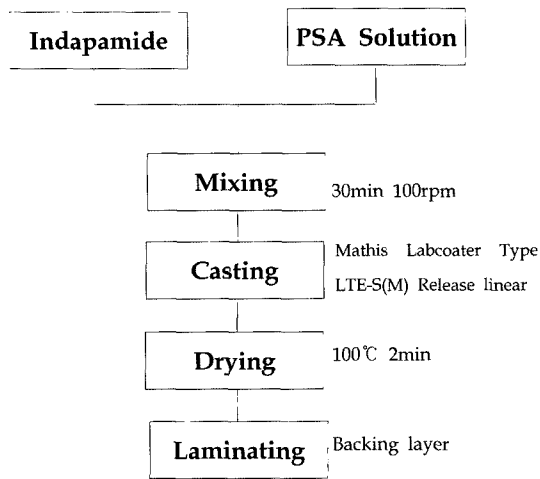 Indapamide
PSA Solution
Mixing
30min 100rpm
Casting
Mathis Labcoater Type
LTE-S(M) Release linear
Drying
100℃ 2min
Laminating
Backing layer